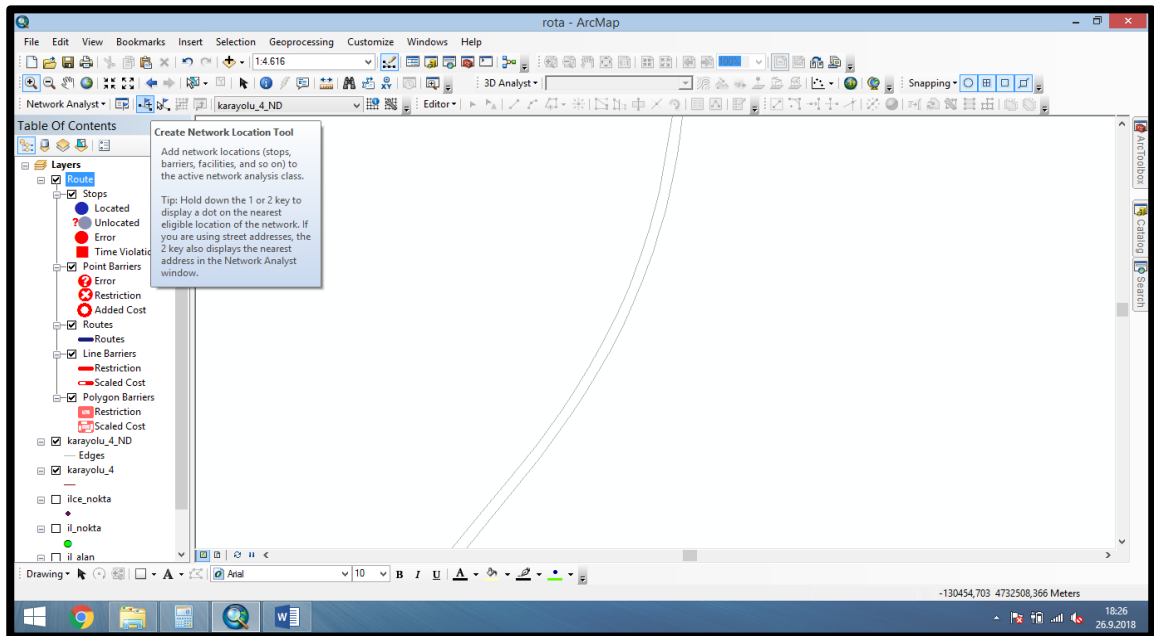 rota - ArcMap
File Edit View Bookmarks Insert Selection Geoprocessing Customize Windows Help
1:4.616 100%
3D Analyst Snapping
Network Analyst karayolu_4_ND Editor
Table Of Contents
Create Network Location Tool
Add network locations (stops,
barriers, facilities, and so on) to
the active network analysis class.
Tip: Hold down the 1 or 2 key to
display a dot on the nearest
eligible location of the network. If
you are using street addresses, the
2 key also displays the nearest
address in the Network Analyst
window.
Layers
Route
Stops
Located
Unlocated
Error
Time Violatio
Point Barriers
Error
Restriction
Added Cost
Routes
Routes
Line Barriers
Restriction
Scaled Cost
Polygon Barriers
Restriction
Scaled Cost
karayolu_4_ND
Edges
karayolu_4
ilce_nokta
il_nokta
il_alan
ArcToolbox
Catalog
Search
Drawing A Arial 10 B I U A
-130454,703 4732508,366 Meters
18:26
26.9.2018